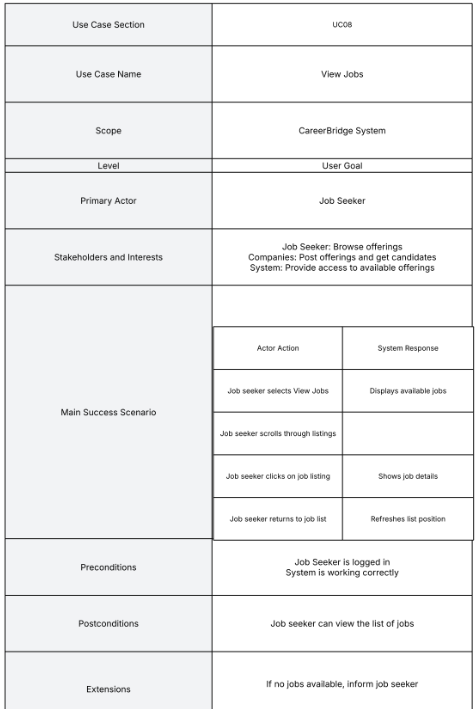 Use Case Section
UC08
Use Case Name
View Jobs
Scope
CareerBridge System
Level
User Goal
Primary Actor
Job Seeker
Stakeholders and Interests
Job Seeker: Browse offerings
Companies: Post offerings and get candidates
System: Provide access to available offerings
Main Success Scenario
Actor Action
System Response
Job seeker selects View Jobs
Displays available jobs
Job seeker scrolls through listings
Job seeker clicks on job listing
Shows job details
Job seeker returns to job list
Refreshes list position
Preconditions
Job Seeker is logged in
System is working correctly
Postconditions
Job seeker can view the list of jobs
Extensions
If no jobs available, inform job seeker